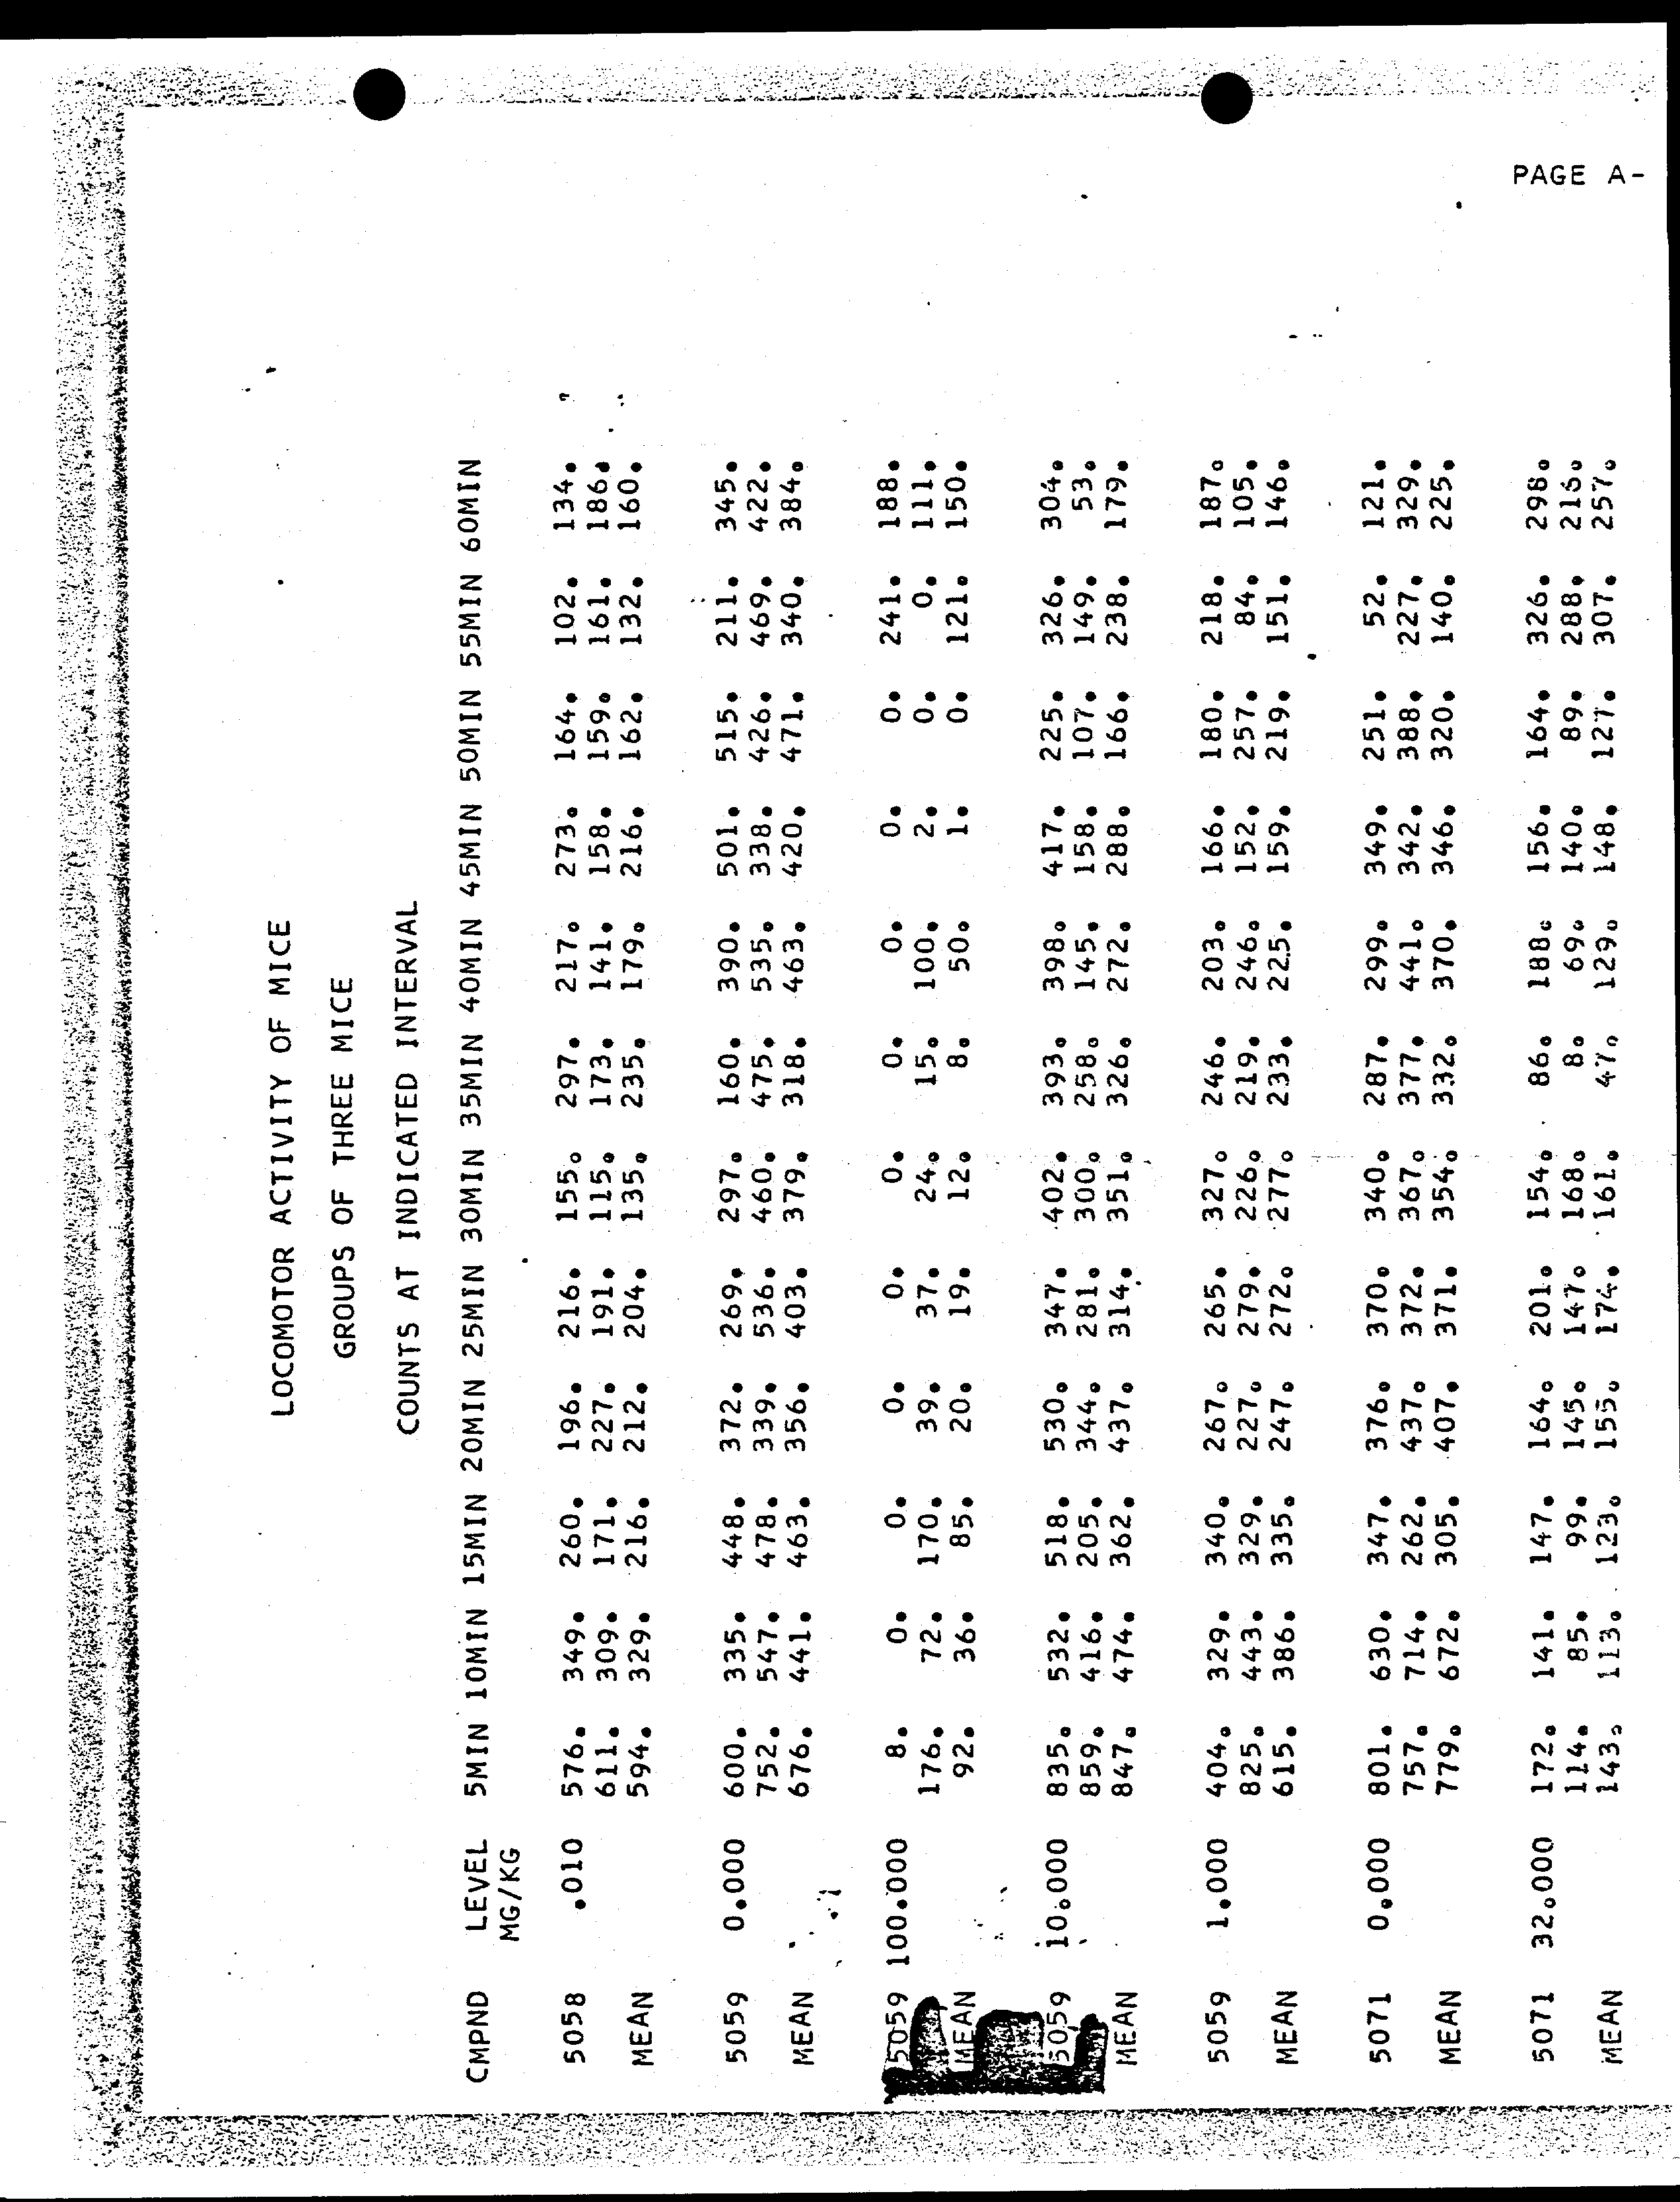 PAGE A-
LOCOMOTOR ACTIVITY OF MICE
GROUPS OF THREE MICE
COUNTS AT INDICATED INTERVAL
CMPND LEVEL 5MIN 10MIN 15MIN 20MIN 25MIN 30MIN 35MIN 40MIN 45MIN 50MIN 55MIN 60MIN
MG/KG
5058 .010 576. 349. 260. 196. 216. 155. 297. 217. 273. 164. 102. 134.
611. 309. 171. 227. 191. 115. 173. 141. 158. 159. 161. 186.
MEAN 594. 329. 216. 212. 204. 135. 235. 179. 216. 162. 132. 160.
5059 0.000 600. 335. 448. 372. 269. 297. 160. 390. 501. 515. 211. 345.
752. 547. 478. 339. 536. 460. 475. 535. 338. 426. 469. 422.
MEAN 676. 441. 463. 356. 403. 379. 318. 463. 420. 471. 340. 384.
5059 100.000 8. 0. 0. 0. 0. 0. 0. 0. 0. 0. 241. 188.
176. 72. 170. 39. 37. 24. 15. 100. 2. 0. 0. 111.
MEAN 92. 36. 85. 20. 19. 12. 8. 50. 1. 0. 121. 150.
5059 10.000 835. 532. 518. 530. 347. 402. 393. 398. 417. 225. 326. 304.
859. 416. 205. 344. 281. 300. 258. 145. 158. 107. 149. 53.
MEAN 847. 474. 362. 437. 314. 351. 326. 272. 288. 166. 238. 179.
5059 1.000 404. 329. 340. 267. 265. 327. 246. 203. 166. 180. 218. 187.
825. 443. 329. 227. 279. 226. 219. 246. 152. 257. 84. 105.
MEAN 615. 386. 335. 247. 272. 277. 233. 225. 159. 219. 151. 146.
5071 0.000 801. 630. 347. 376. 370. 340. 287. 299. 349. 251. 52. 121.
757. 714. 262. 437. 372. 367. 377. 441. 342. 388. 227. 329.
MEAN 779. 672. 305. 407. 371. 354. 332. 370. 346. 320. 140. 225.
5071 32.000 172. 141. 147. 164. 201. 154. 86. 188. 156. 164. 326. 298.
114. 85. 99. 145. 147. 168. 8. 69. 140. 89. 288. 216.
MEAN 143. 113. 123. 155. 174. 161. 47. 129. 148. 127. 307. 257.